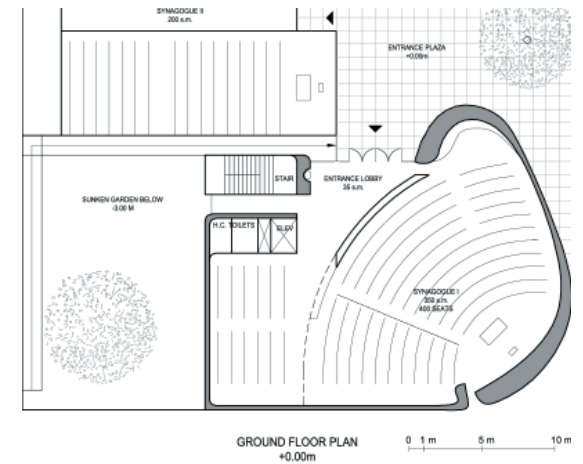 SYNAGOGUE II
200 s.m.
ENTRANCE PLAZA
+0.00m
STAIR
ENTRANCE LOBBY
35 s.m.
SUNKEN GARDEN BELOW
-3.00 M
H.C. TOILETS
ELEV
SYNAGOGUE I
350 s.m.
400 SEATS
GROUND FLOOR PLAN
+0.00m
0 1 m 5 m 10 m